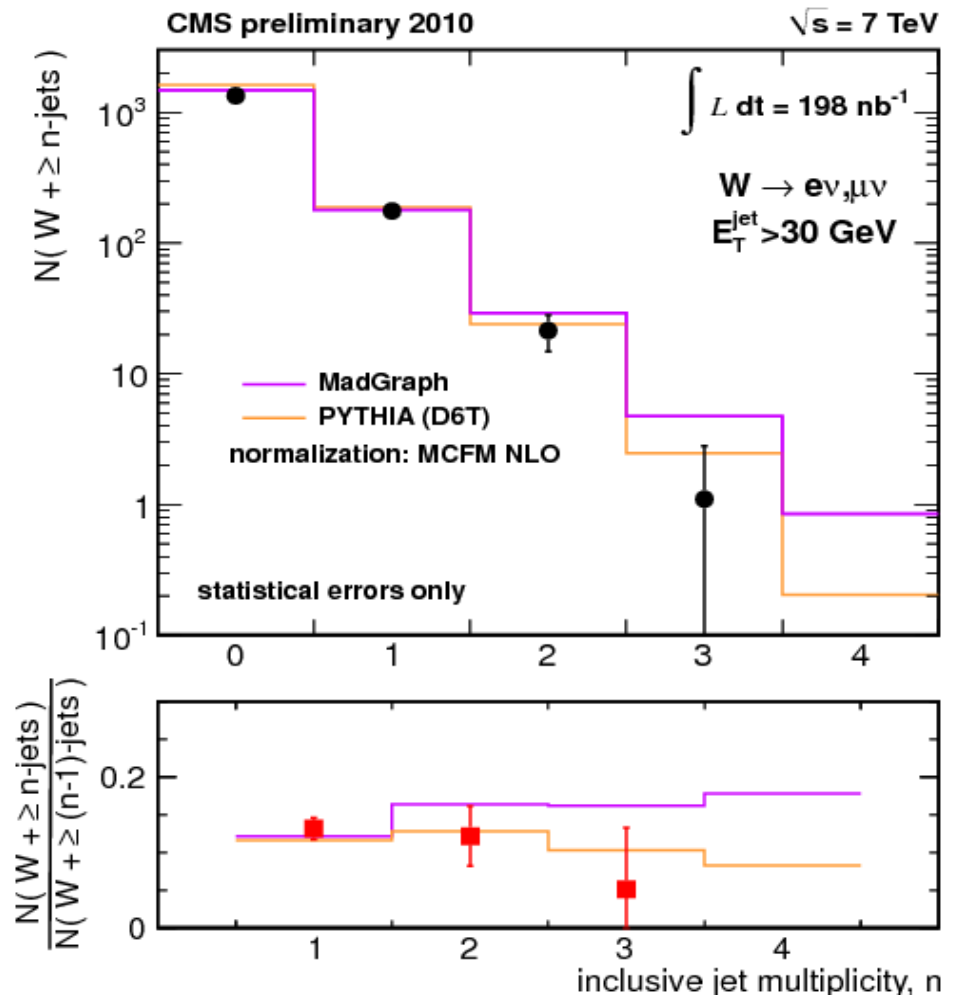 CMS preliminary 2010 √s = 7 TeV
N( W + ≥ n-jets )
10³
10²
10
1
10⁻¹
∫ L dt = 198 nb⁻¹
W → eν,μν
E_T^jet >30 GeV
MadGraph
PYTHIA (D6T)
normalization: MCFM NLO
statistical errors only
0 1 2 3 4
N( W + ≥ n-jets )
N( W + ≥ (n-1)-jets )
0.2
0
1 2 3 4
inclusive jet multiplicity, n